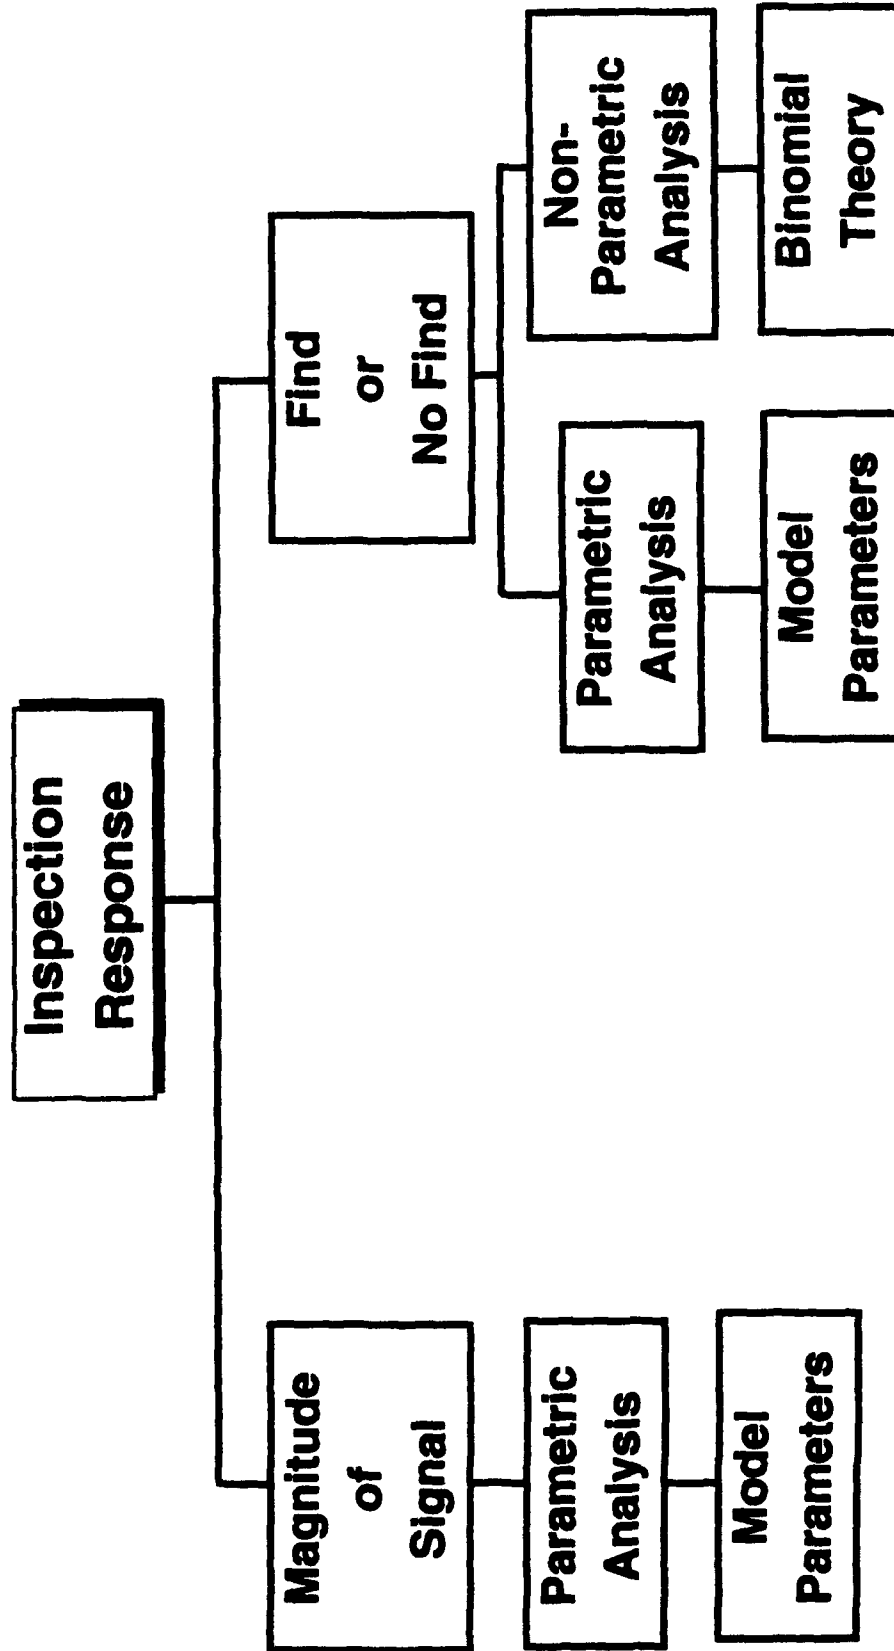 Inspection
Response
Magnitude
of
Signal
Parametric
Analysis
Model
Parameters
Find
or
No Find
Parametric
Analysis
Model
Parameters
Non-
Parametric
Analysis
Binomial
Theory